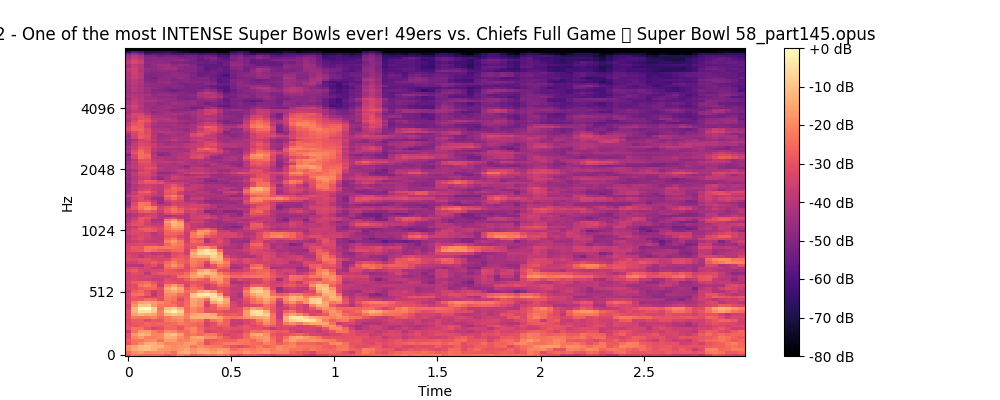 2 - One of the most INTENSE Super Bowls ever! 49ers vs. Chiefs Full Game  Super Bowl 58_part145.opus
+0 dB
4096
-10 dB
-20 dB
2048
-30 dB
Hz
1024
-40 dB
-50 dB
512
-60 dB
-70 dB
0
-80 dB
0 0.5 1 1.5 2 2.5
Time